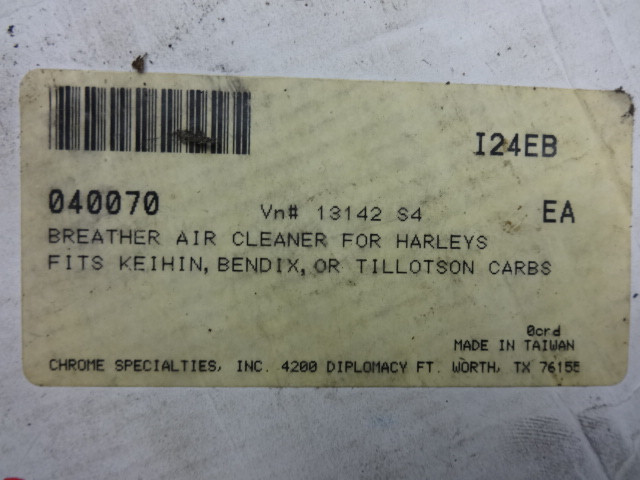 I24EB
040070 Vn# 13142 S4 EA
BREATHER AIR CLEANER FOR HARLEYS
FITS KEIHIN, BENDIX, OR TILLOTSON CARBS
0crd
MADE IN TAIWAN
CHROME SPECIALTIES, INC. 4200 DIPLOMACY FT. WORTH, TX 76155